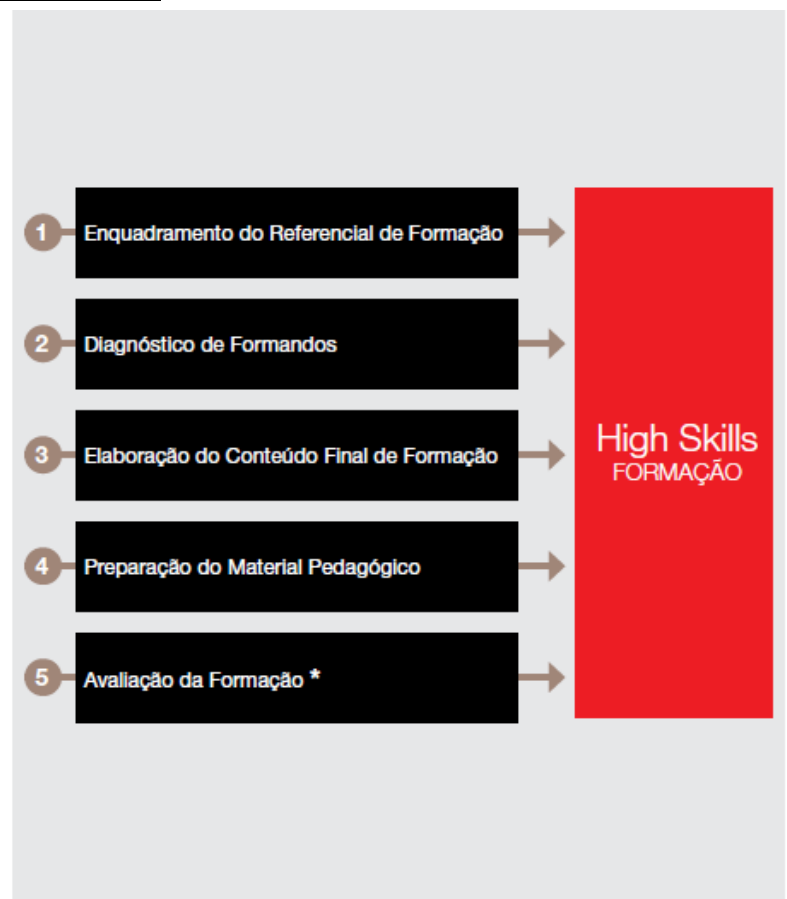 1 Enquadramento do Referencial de Formação
2 Diagnóstico de Formandos
3 Elaboração do Conteúdo Final de Formação
4 Preparação do Material Pedagógico
5 Avaliação da Formação *
High Skills
FORMAÇÃO